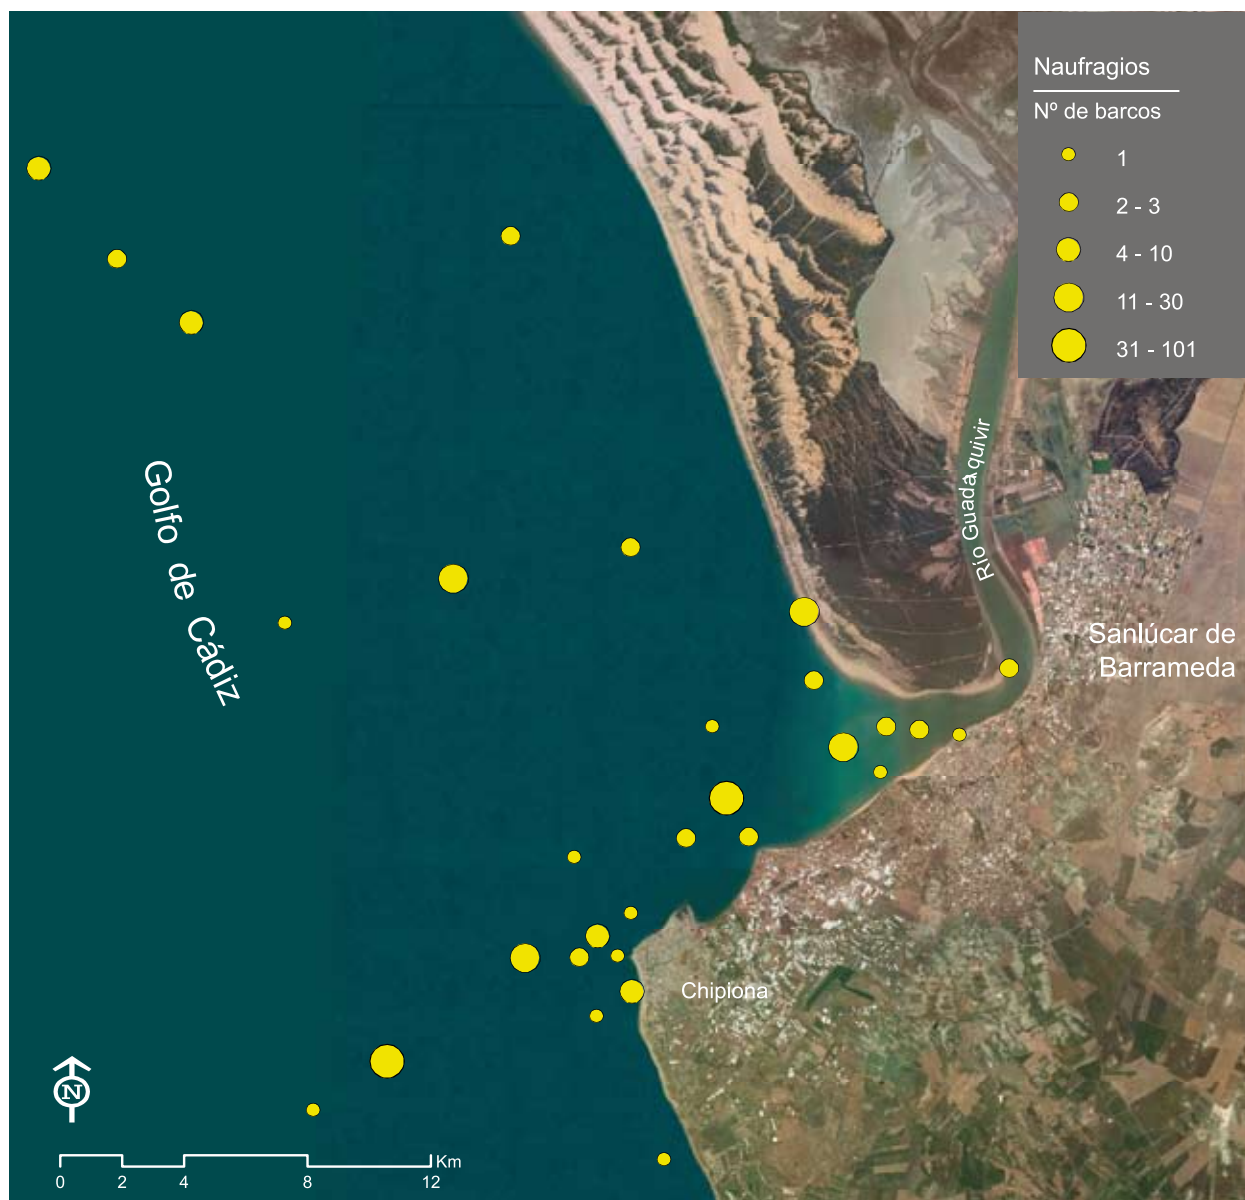 Naufragios
Nº de barcos
1
2 - 3
4 - 10
11 - 30
31 - 101
Golfo de Cádiz
Río Guadalquivir
Sanlúcar de
Barrameda
Chipiona
N
Km
0 2 4 8 12